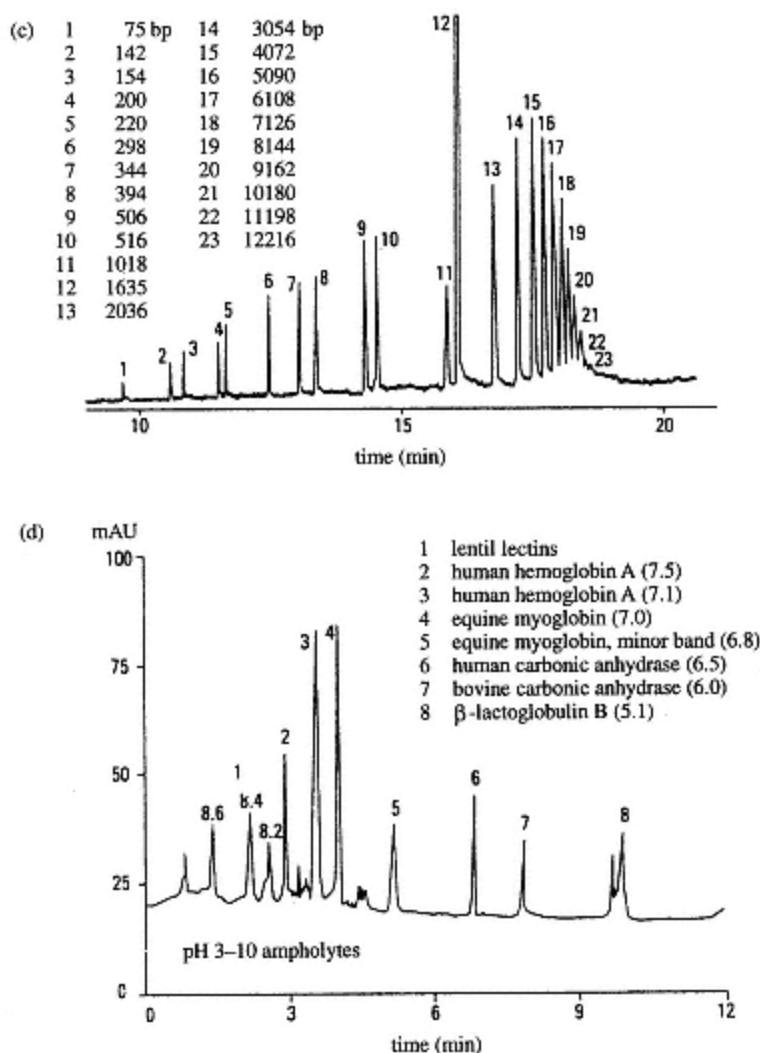 (c) 1 75 bp 14 3054 bp
2 142 15 4072
3 154 16 5090
4 200 17 6108
5 220 18 7126
6 298 19 8144
7 344 20 9162
8 394 21 10180
9 506 22 11198
10 516 23 12216
11 1018
12 1635
13 2036
1 2 3 4 5 6 7 8 9 10 11 12 13 14 15 16 17 18 19 20 21 22 23
10 15 20
time (min)
(d) mAU
100
75
50
25
0
1 lentil lectins
2 human hemoglobin A (7.5)
3 human hemoglobin A (7.1)
4 equine myoglobin (7.0)
5 equine myoglobin, minor band (6.8)
6 human carbonic anhydrase (6.5)
7 bovine carbonic anhydrase (6.0)
8 β-lactoglobulin B (5.1)
8.6 1 8.4 8.2 2 3 4 5 6 7 8
pH 3–10 ampholytes
0 3 6 9 12
time (min)